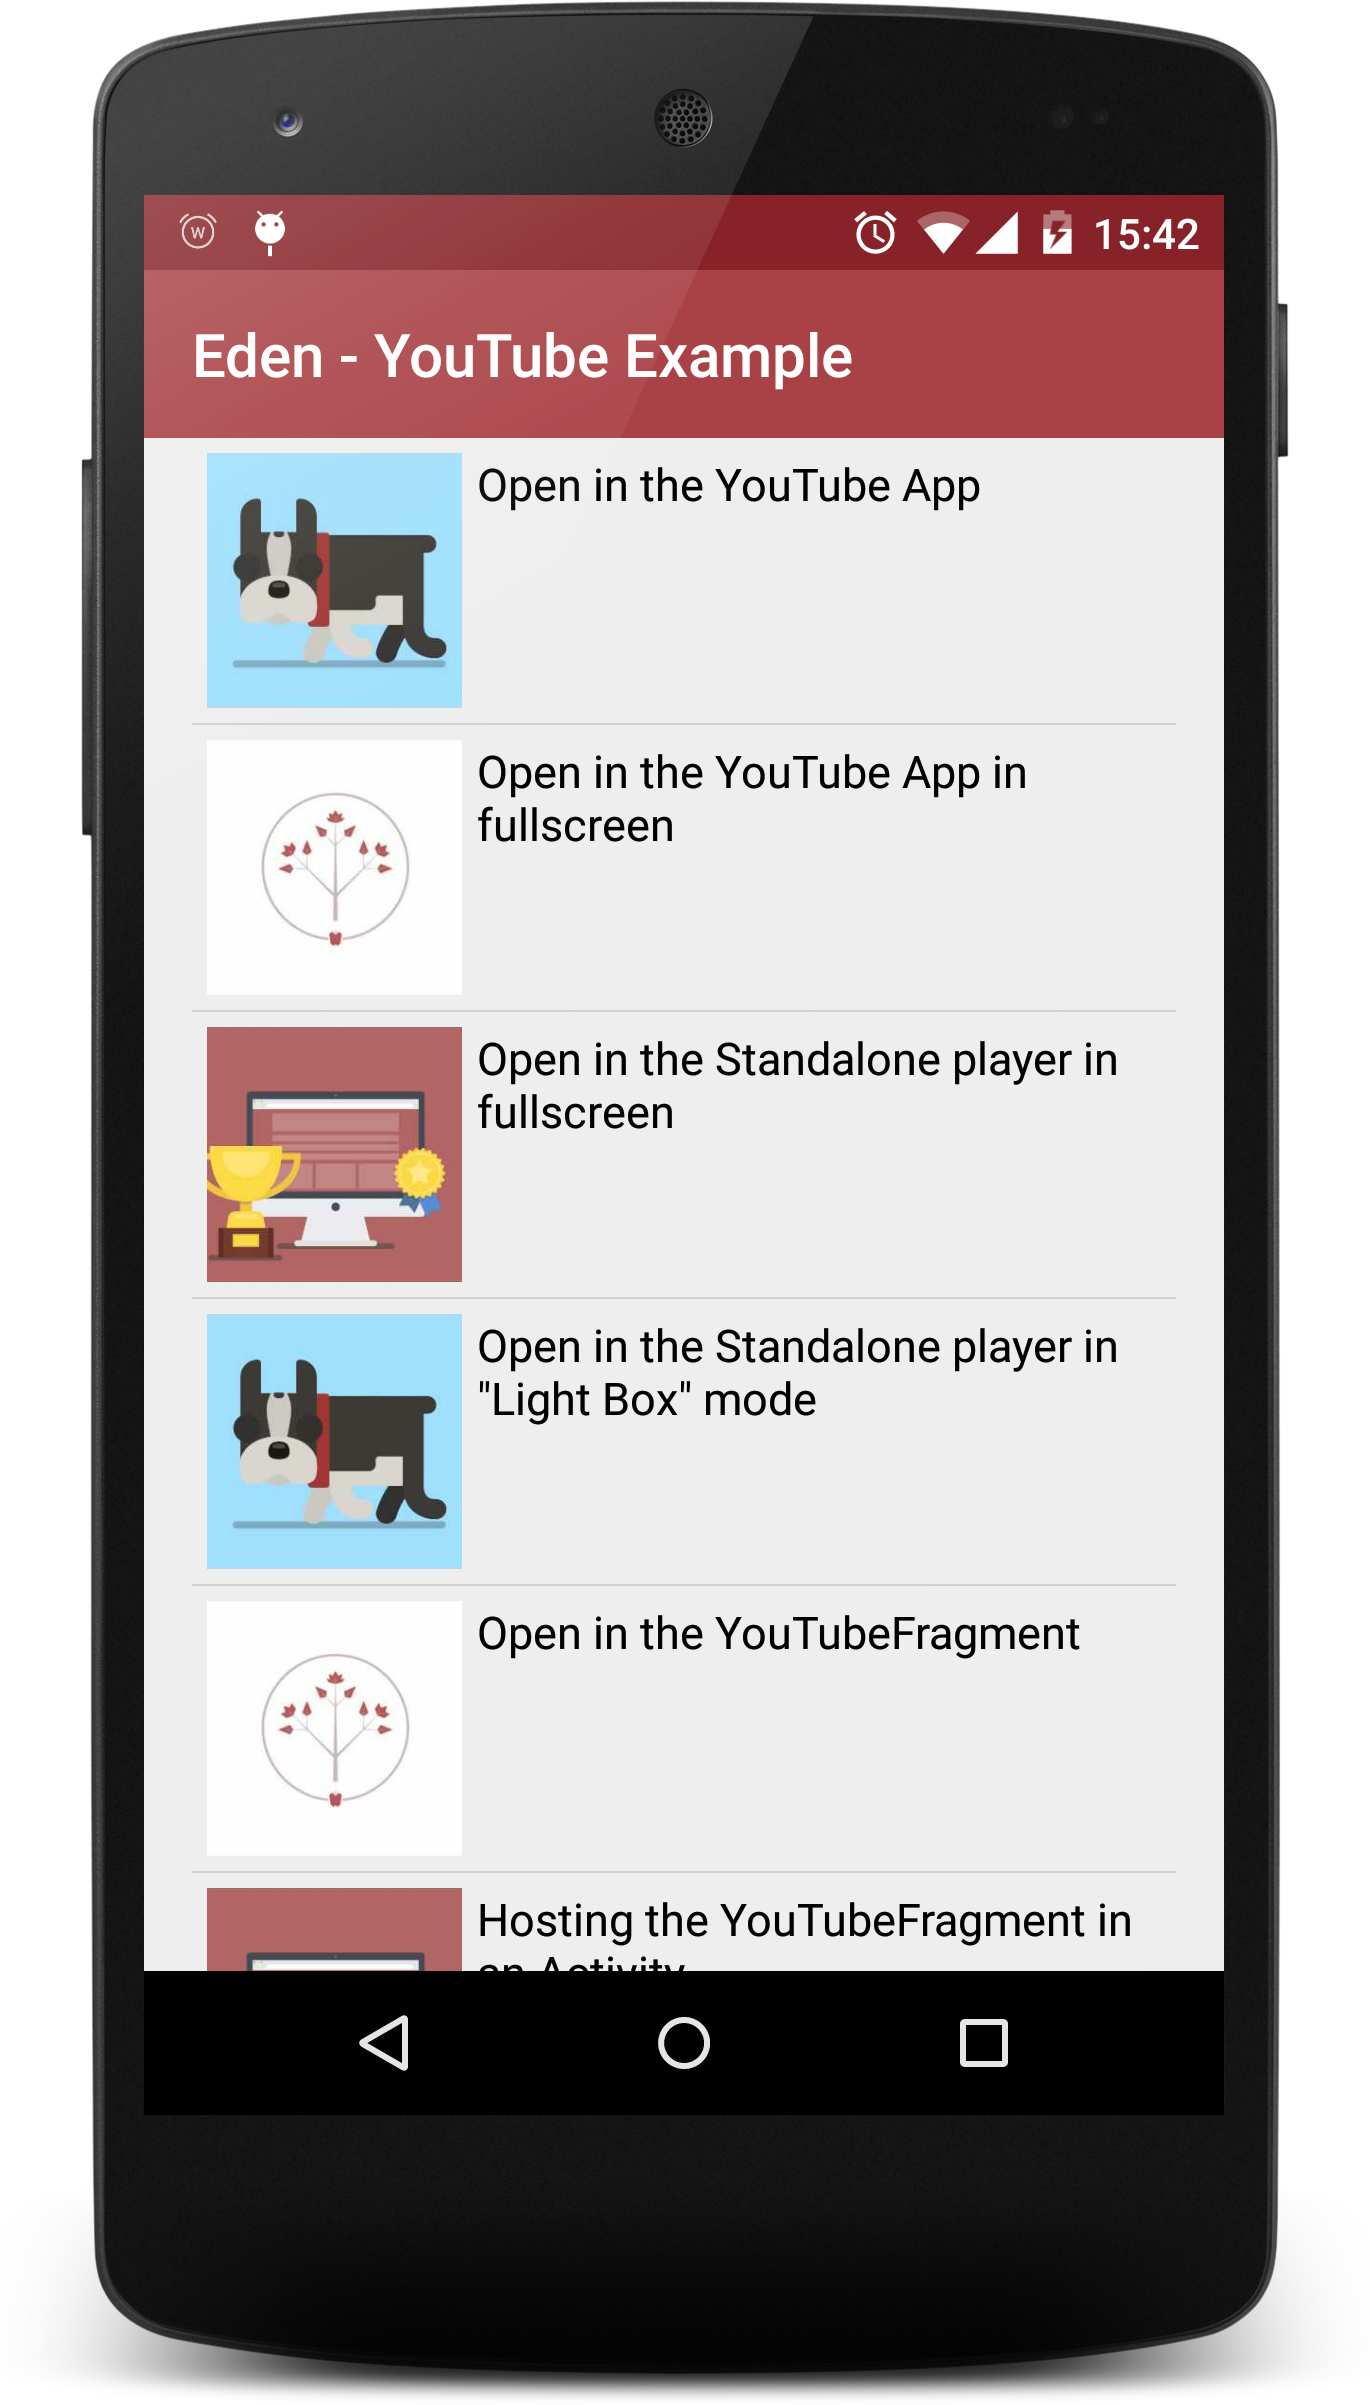 W
15:42
Eden - YouTube Example
Open in the YouTube App
Open in the YouTube App in
fullscreen
Open in the Standalone player in
fullscreen
Open in the Standalone player in
"Light Box" mode
Open in the YouTubeFragment
Hosting the YouTubeFragment in
an Activity